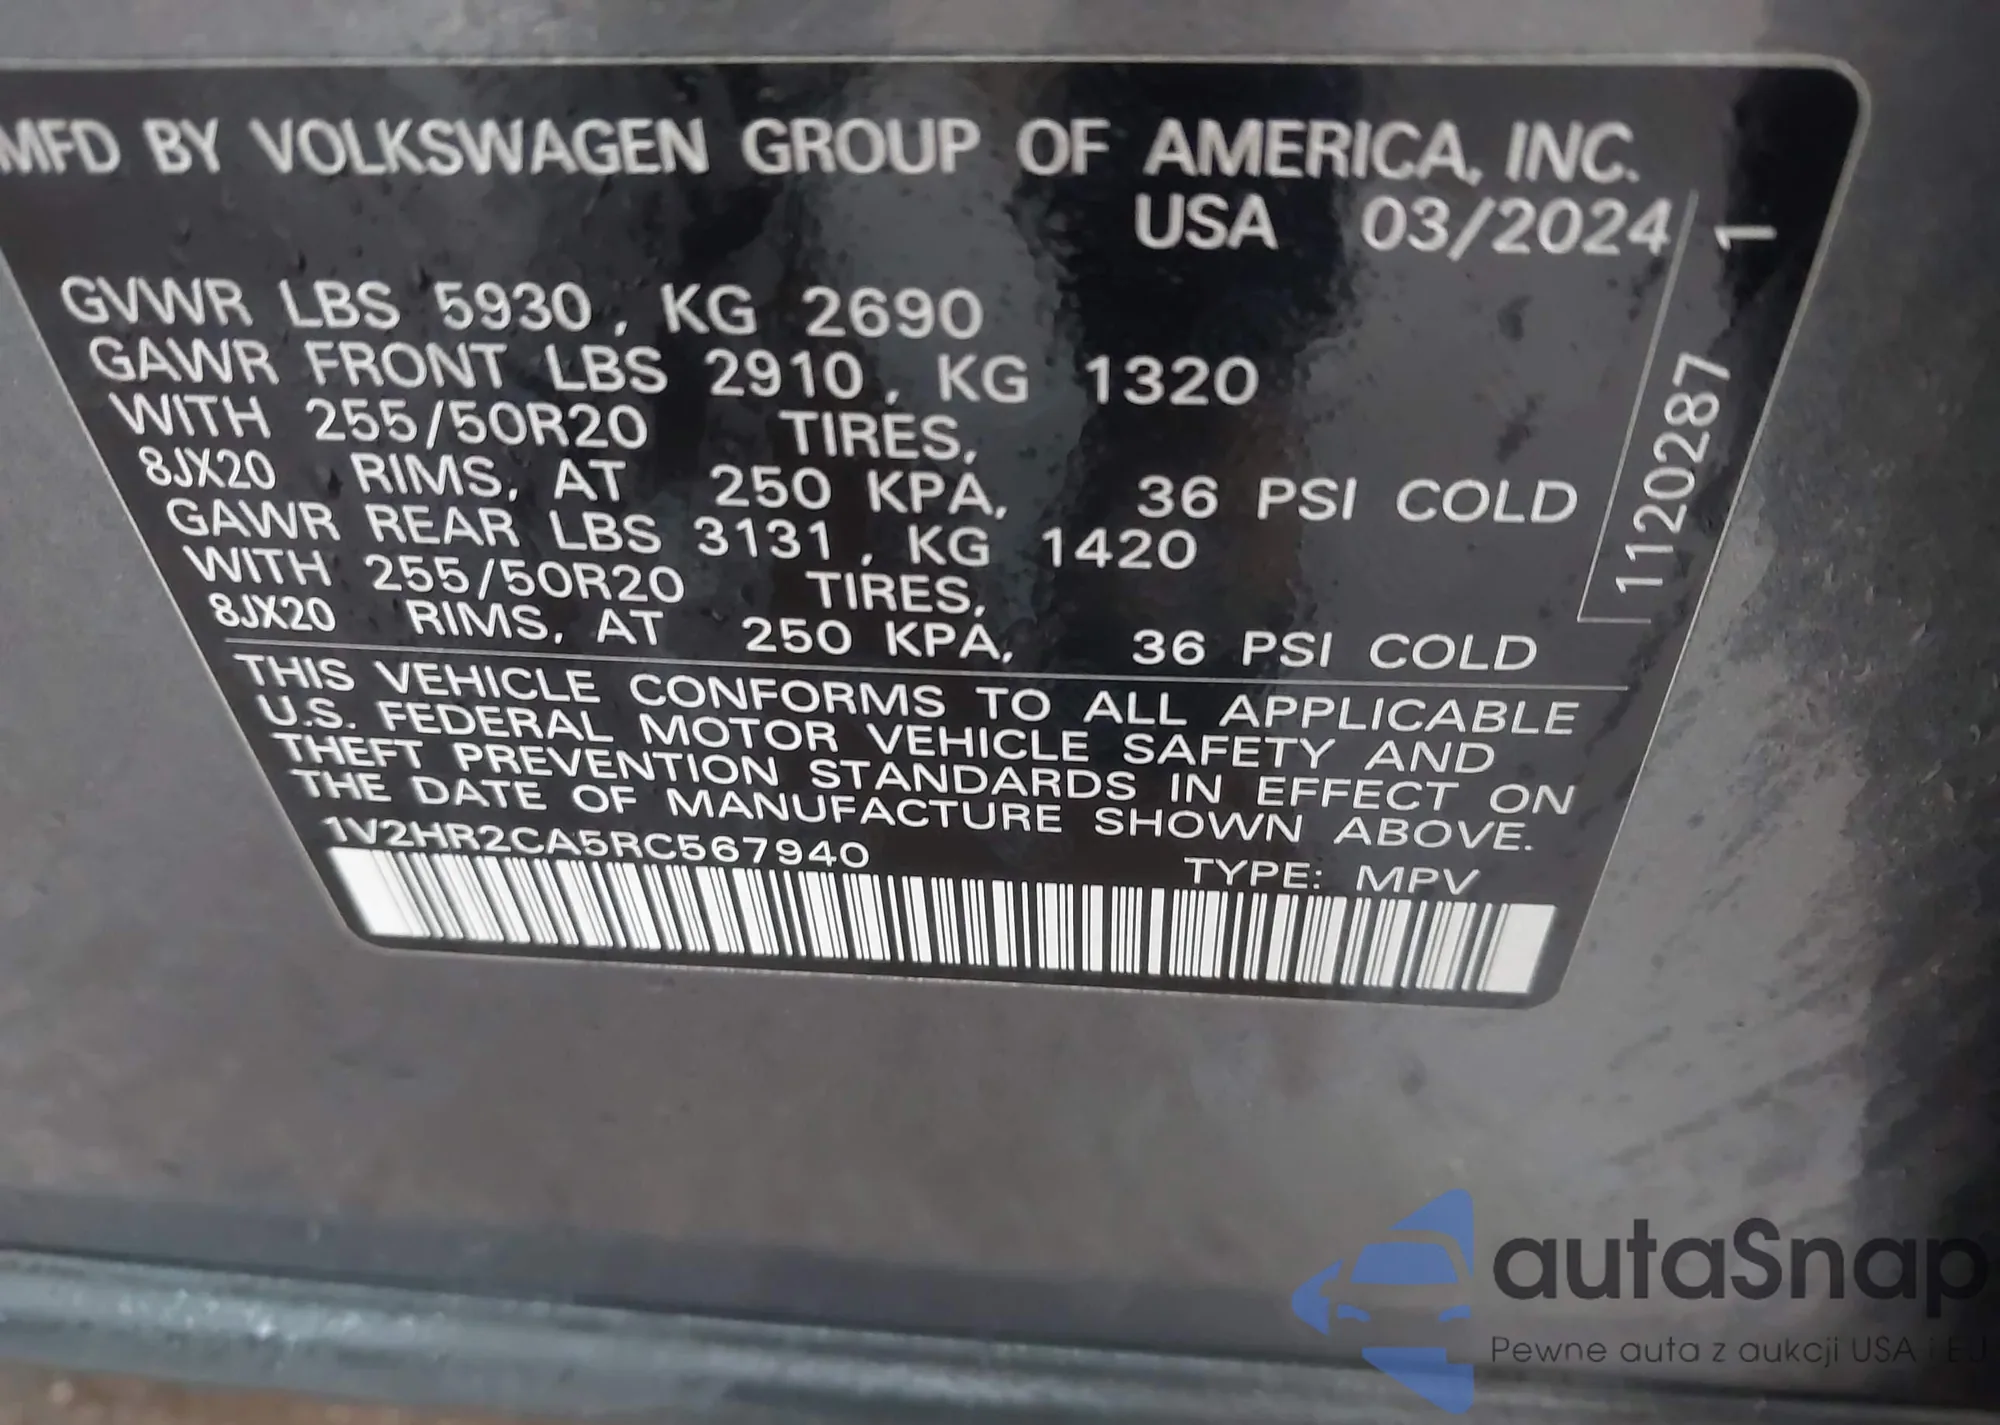 MFD BY VOLKSWAGEN GROUP OF AMERICA, INC.
USA 03/2024
GVWR LBS 5930, KG 2690
GAWR FRONT LBS 2910, KG 1320
WITH 255/50R20 TIRES,
8JX20 RIMS, AT 250 KPA, 36 PSI COLD
GAWR REAR LBS 3131, KG 1420
WITH 255/50R20 TIRES,
8JX20 RIMS, AT 250 KPA, 36 PSI COLD
1120287 1
THIS VEHICLE CONFORMS TO ALL APPLICABLE
U.S. FEDERAL MOTOR VEHICLE SAFETY AND
THEFT PREVENTION STANDARDS IN EFFECT ON
THE DATE OF MANUFACTURE SHOWN ABOVE.
1V2HR2CA5RC567940 TYPE: MPV
autaSnap
Pewne auta z aukcji USA i EU